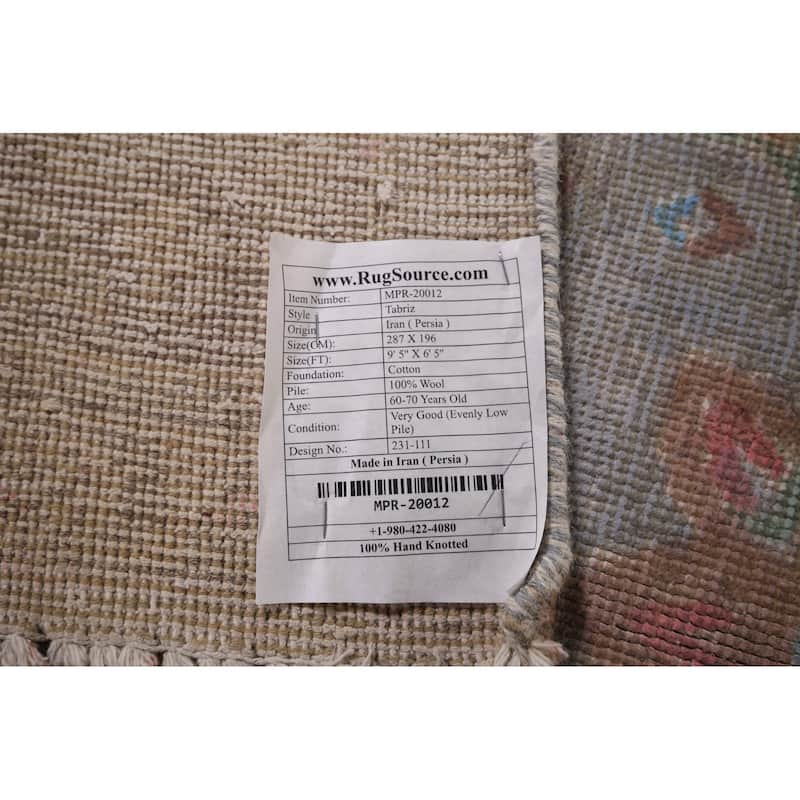 www.RugSource.com
Item Number: MPR-20012
Style Tabriz
Origin Iran ( Persia )
Size(CM): 287 X 196
Size(FT): 9' 5" X 6' 5"
Foundation: Cotton
Pile: 100% Wool
Age: 60-70 Years Old
Condition: Very Good (Evenly Low
Pile)
Design No.: 231-111
Made in Iran ( Persia )
MPR-20012
+1-980-422-4080
100% Hand Knotted